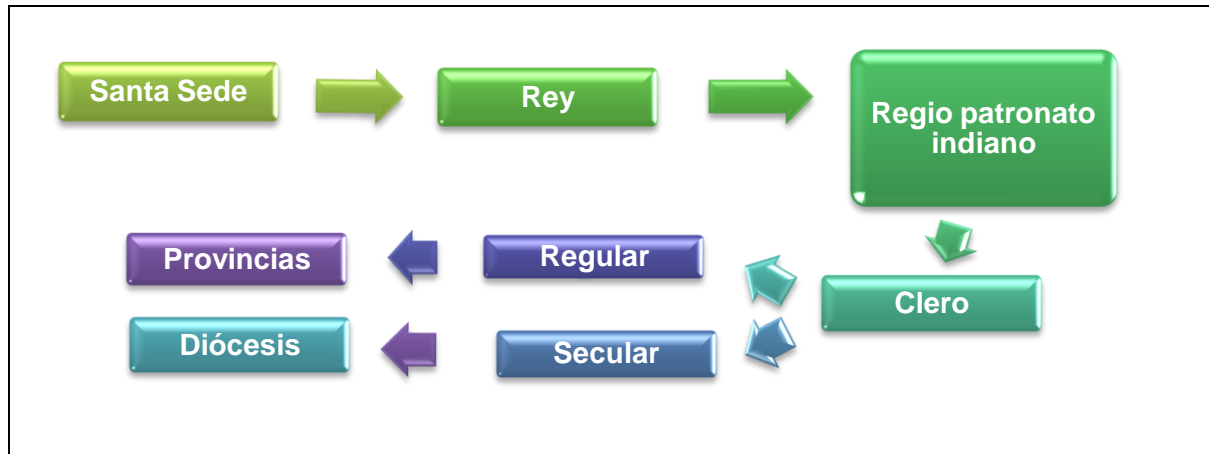 Santa Sede
Rey
Regio patronato
indiano
Clero
Regular
Provincias
Secular
Diócesis